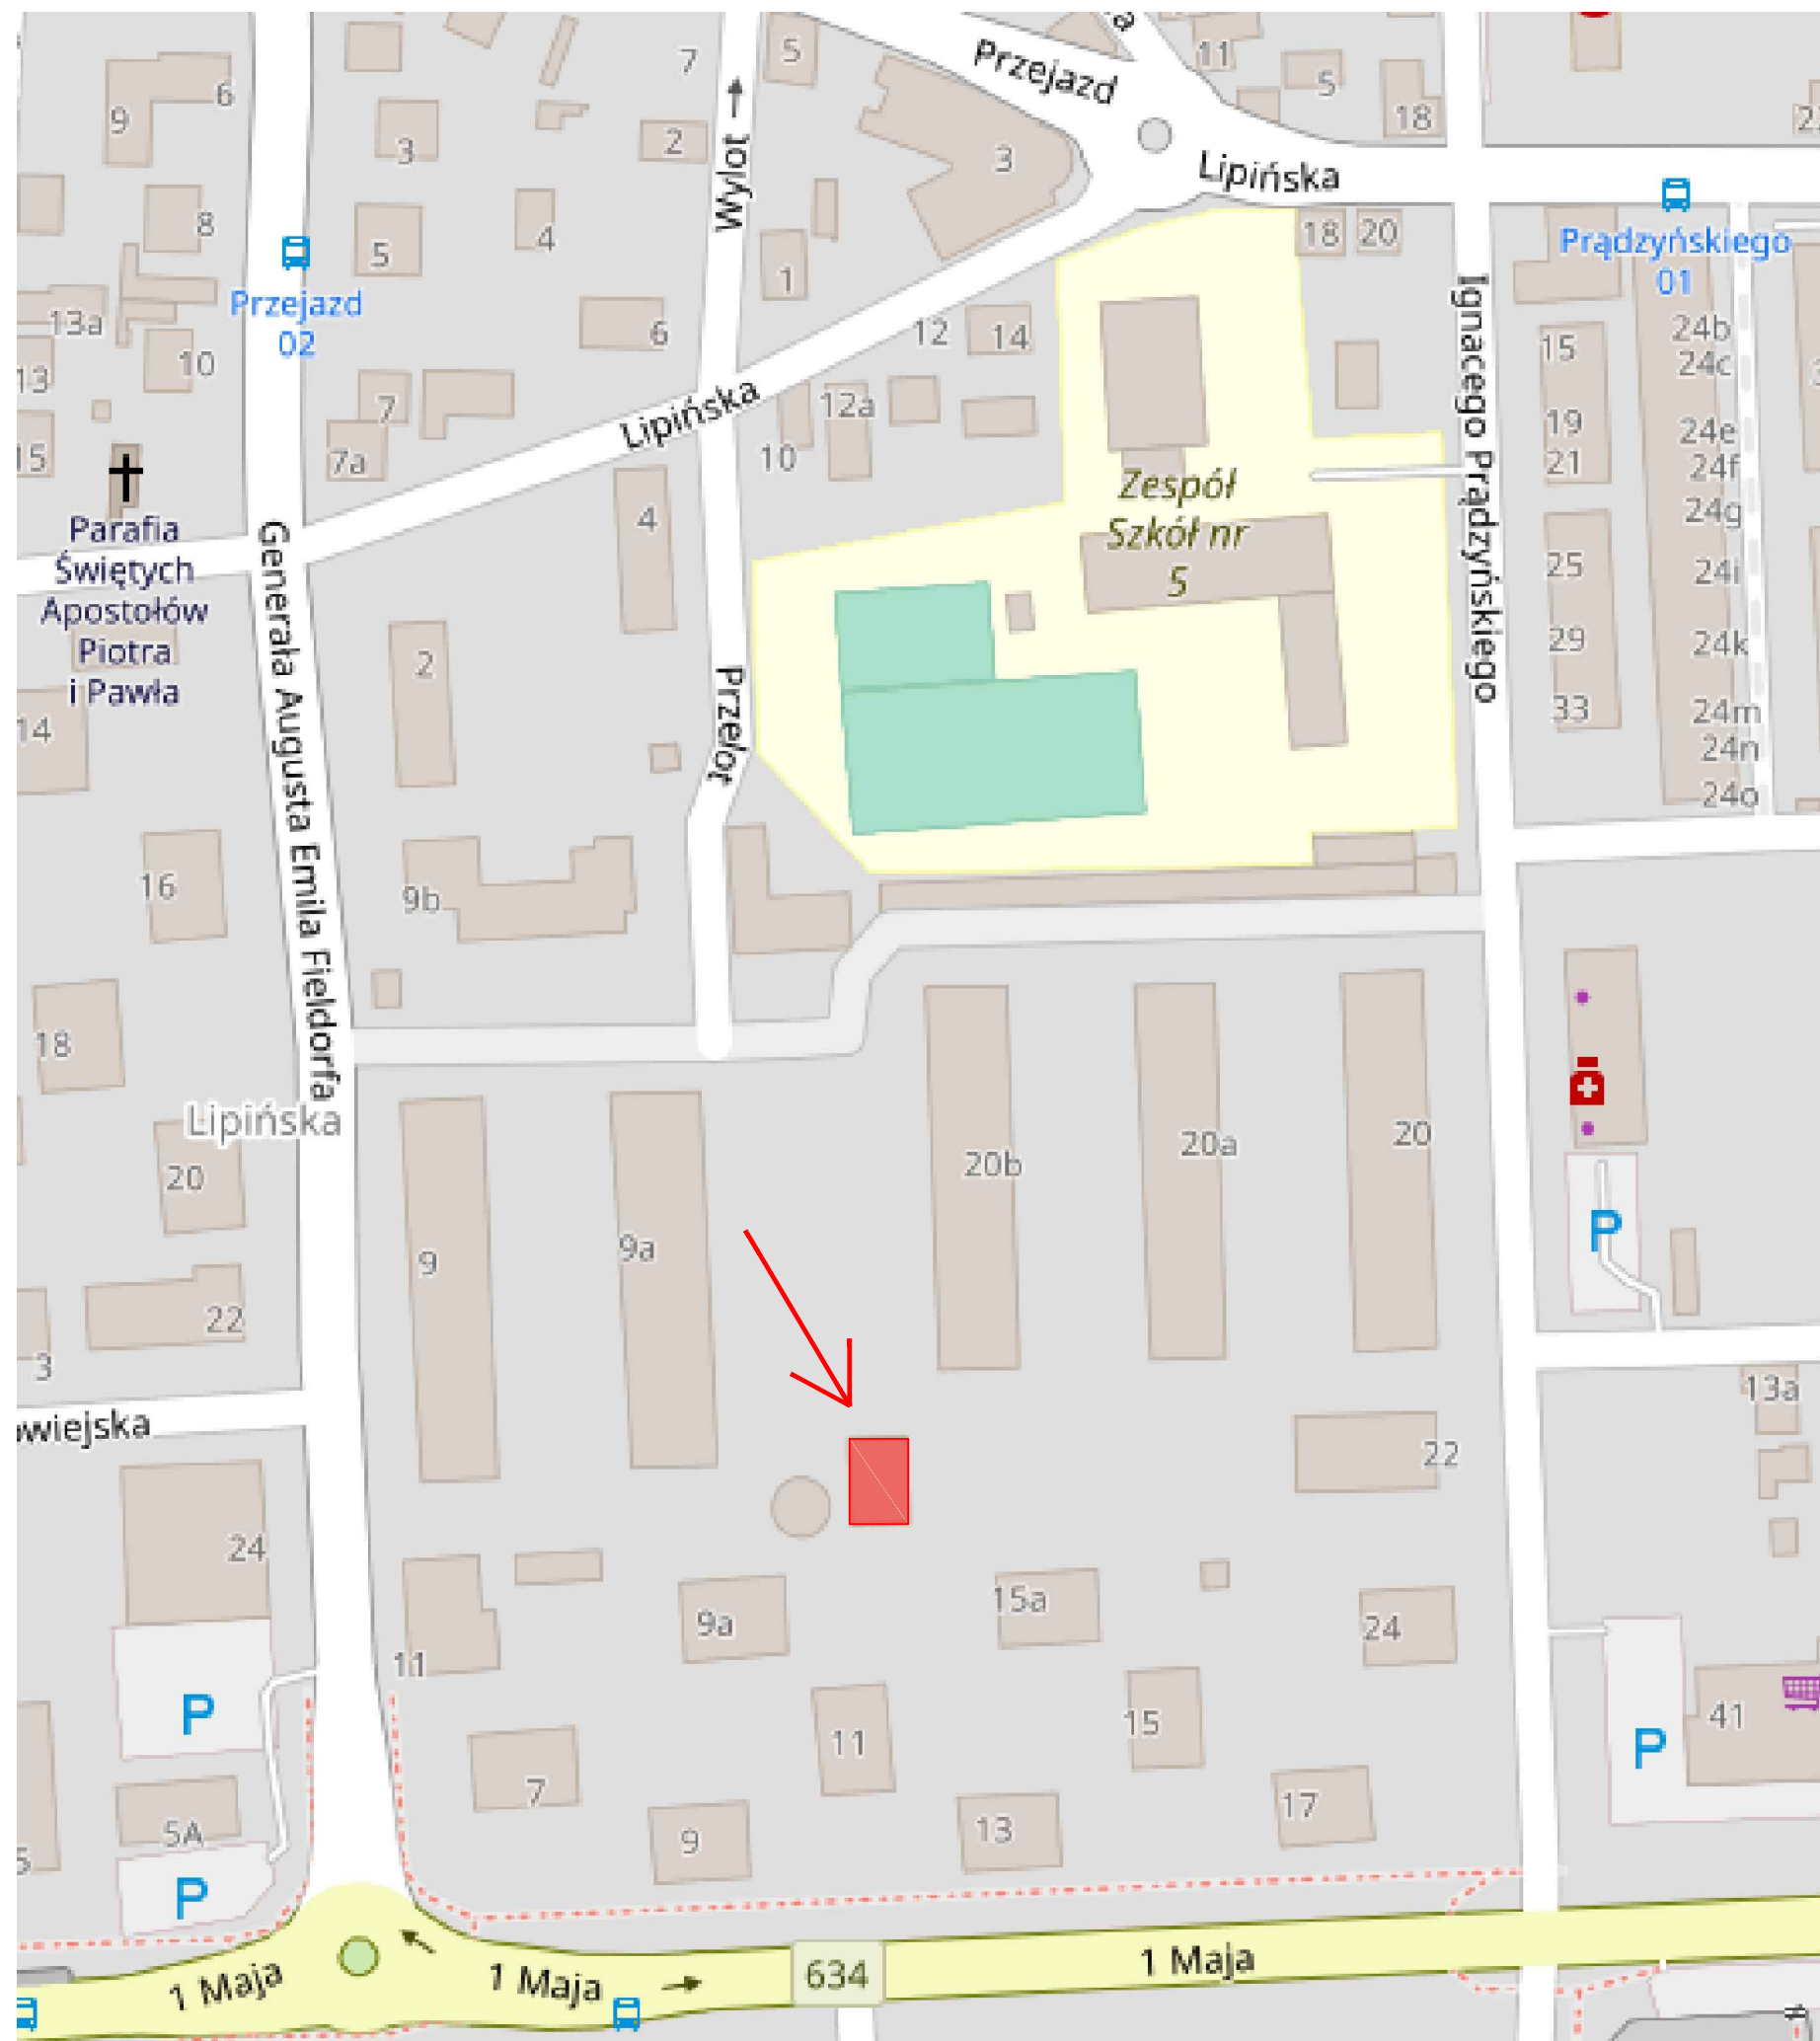 Przejazd
11
5
7
5
18
6
9
3
2
Wylot
3
Lipińska
8
5
4
1
18
20
Prądzyńskiego
01
Przejazd
02
13a
6
12
14
24b
24c
15
10
13
7
12a
Lipińska
19
24e
15
7a
10
21
24f
Zespół
Szkół nr
5
Ignacego Prądzyńskiego
24g
4
Parafia
Świętych
Apostołów
Piotra
i Pawła
Generała Augusta Emila Fieldorfa
25
24i
2
29
24k
Przelot
14
33
24m
24n
24o
16
9b
18
Lipińska
20
20b
20a
20
9
9a
P
22
3
wiejska
13a
22
24
9a
15a
24
11
P
11
15
41
P
7
17
5A
9
13
P
1 Maja
1 Maja
634
1 Maja